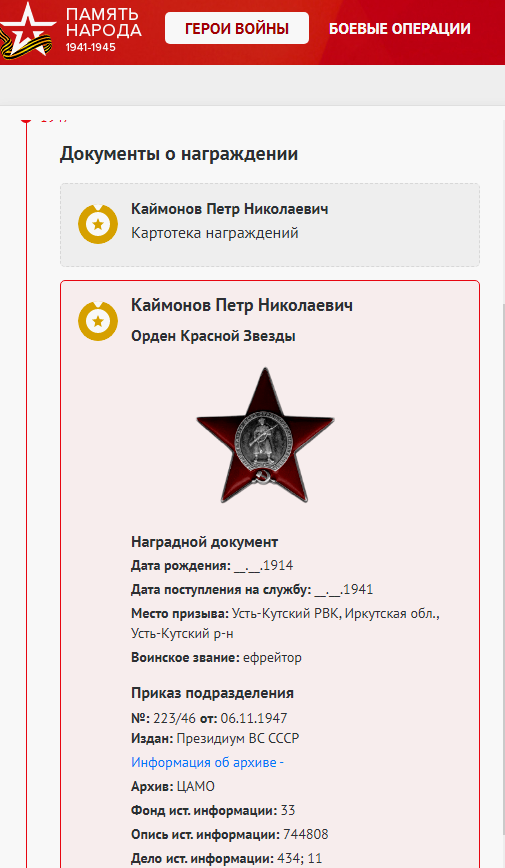 ПАМЯТЬ
НАРОДА
1941-1945
ГЕРОИ ВОЙНЫ
БОЕВЫЕ ОПЕРАЦИИ
Документы о награждении
Каймонов Петр Николаевич
Картотека награждений
Каймонов Петр Николаевич
Орден Красной Звезды
Наградной документ
Дата рождения: __.__.1914
Дата поступления на службу: __.__.1941
Место призыва: Усть-Кутский РВК, Иркутская обл.,
Усть-Кутский р-н
Воинское звание: ефрейтор
Приказ подразделения
№: 223/46 от: 06.11.1947
Издан: Президиум ВС СССР
Информация об архиве -
Архив: ЦАМО
Фонд ист. информации: 33
Опись ист. информации: 744808
Дело ист. информации: 434; 11